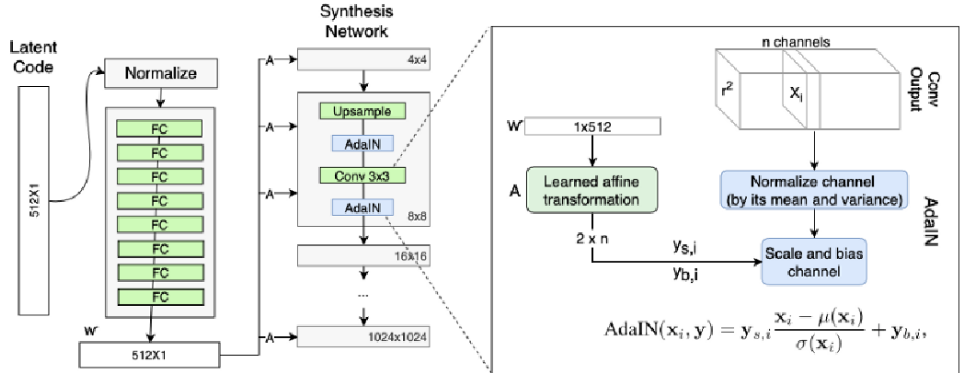 Latent
Code
512X1
Normalize
FC
FC
FC
FC
FC
FC
FC
FC
w
512X1
Synthesis
Network
A
4x4
A
Upsample
AdaIN
A
Conv 3x3
AdaIN
8x8
16x16
...
A
1024x1024
n channels
r²
Xi
Conv
Output
w
1x512
A
Learned affine
transformation
2 x n
ys,i
yb,i
Normalize channel
(by its mean and variance)
Scale and bias
channel
AdaIN
AdaIN(xi, y) = ys,i (xi − μ(xi))/σ(xi) + yb,i,